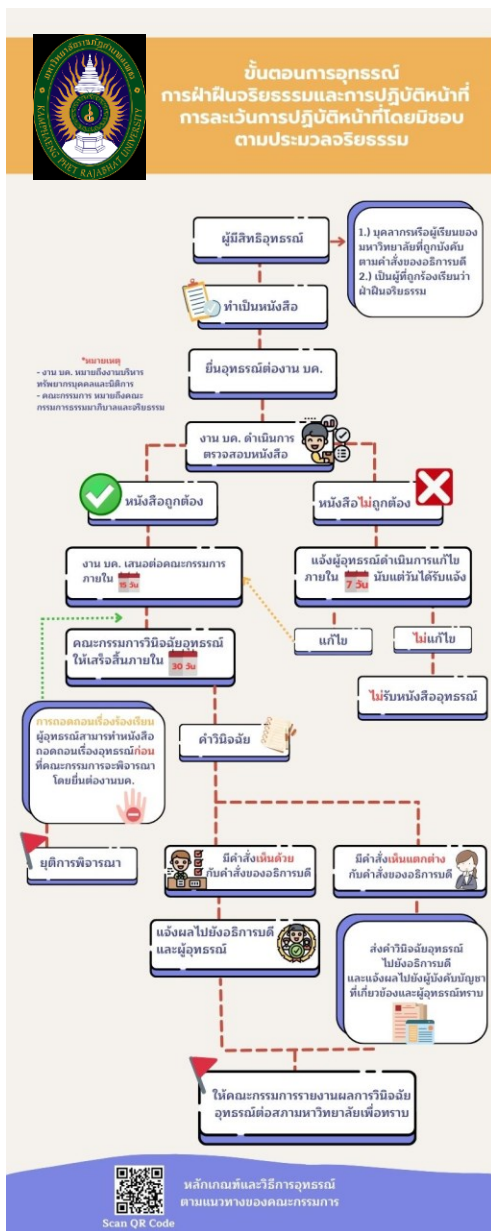 มหาวิทยาลัยราชภัฏกำแพงเพชร
KAMPHAENG PHET RAJABHAT UNIVERSITY
ขั้นตอนการอุทธรณ์
การฝ่าฝืนจริยธรรมและการปฏิบัติหน้าที่
การละเว้นการปฏิบัติหน้าที่โดยมิชอบ
ตามประมวลจริยธรรม
ผู้มีสิทธิอุทธรณ์
1.) บุคลากรหรือผู้เรียนของ
มหาวิทยาลัยที่ถูกบังคับ
ตามคำสั่งของอธิการบดี
2.) เป็นผู้ที่ถูกร้องเรียนว่า
ฝ่าฝืนจริยธรรม
ทำเป็นหนังสือ
*หมายเหตุ
- งาน บค. หมายถึงงานบริหาร
ทรัพยากรบุคคลและนิติการ
- คณะกรรมการ หมายถึงคณะ
กรรมการธรรมาภิบาลและจริยธรรม
ยื่นอุทธรณ์ต่องาน บค.
งาน บค. ดำเนินการ
ตรวจสอบหนังสือ
หนังสือถูกต้อง
หนังสือไม่ถูกต้อง
งาน บค. เสนอต่อคณะกรรมการ
ภายใน 15 วัน
แจ้งผู้อุทธรณ์ดำเนินการแก้ไข
ภายใน 7 วัน นับแต่วันได้รับแจ้ง
คณะกรรมการวินิจฉัยอุทธรณ์
ให้เสร็จสิ้นภายใน 30 วัน
แก้ไข
ไม่แก้ไข
ไม่รับหนังสืออุทธรณ์
การถอดถอนเรื่องร้องเรียน
ผู้อุทธรณ์สามารถทำหนังสือ
ถอดถอนเรื่องอุทธรณ์ก่อน
ที่คณะกรรมการจะพิจารณา
โดยยื่นต่องานบค.
คำวินิจฉัย
ยุติการพิจารณา
มีคำสั่งเห็นด้วย
กับคำสั่งของอธิการบดี
มีคำสั่งเห็นแตกต่าง
กับคำสั่งของอธิการบดี
แจ้งผลไปยังอธิการบดี
และผู้อุทธรณ์
ส่งคำวินิจฉัยอุทธรณ์
ไปยังอธิการบดี
และแจ้งผลไปยังผู้บังคับบัญชา
ที่เกี่ยวข้องและผู้อุทธรณ์ทราบ
ให้คณะกรรมการรายงานผลการวินิจฉัย
อุทธรณ์ต่อสภามหาวิทยาลัยเพื่อทราบ
หลักเกณฑ์และวิธีการอุทธรณ์
ตามแนวทางของคณะกรรมการ
Scan QR Code